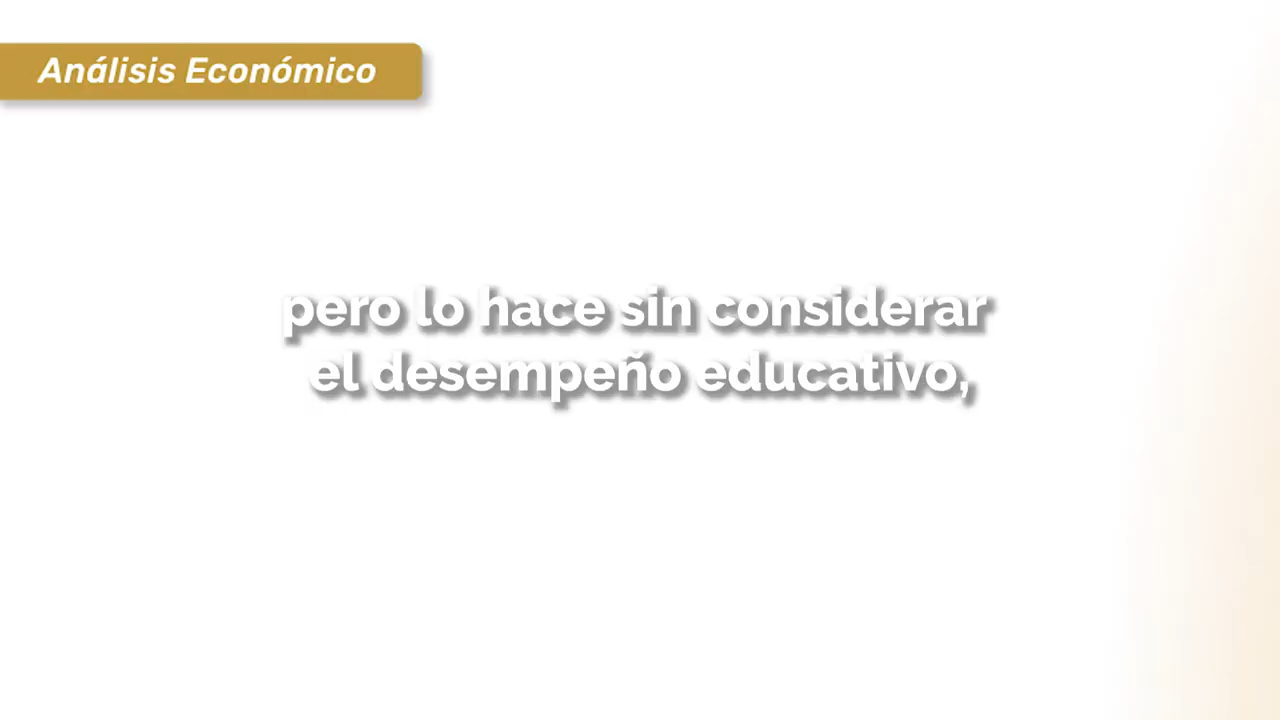 Análisis Económico
pero lo hace sin considerar
el desempeño educativo,